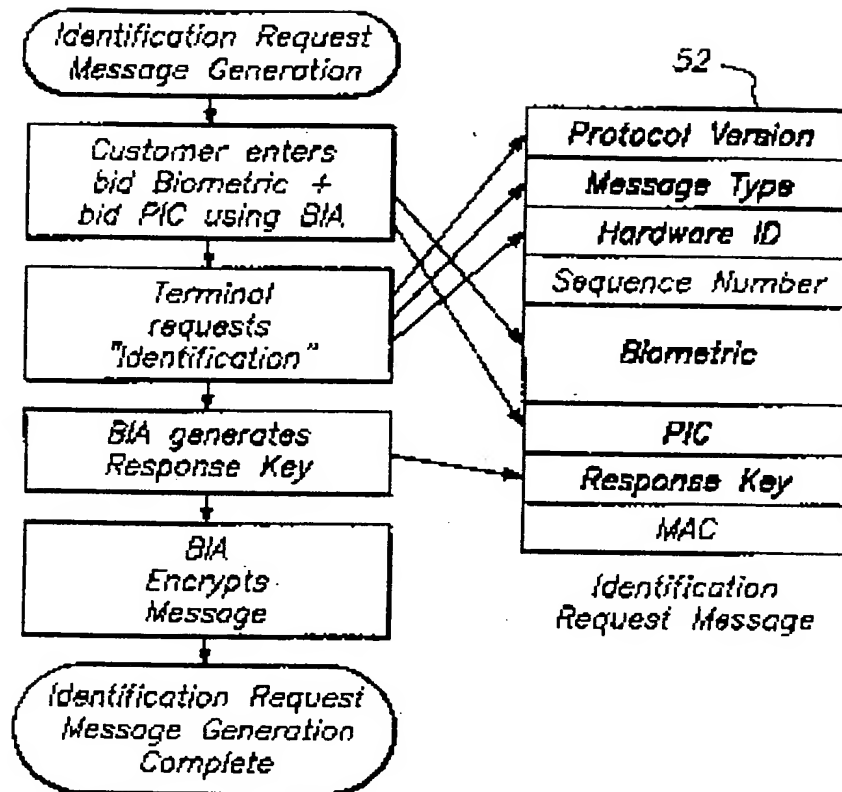 Identification Request
Message Generation
Customer enters
bid Biometric +
bid PIC using BIA
Terminal
requests
"Identification"
BIA generates
Response Key
BIA
Encrypts
Message
Identification Request
Message Generation
Complete
52
Protocol Version
Message Type
Hardware ID
Sequence Number
Biometric
PIC
Response Key
MAC
Identification
Request Message